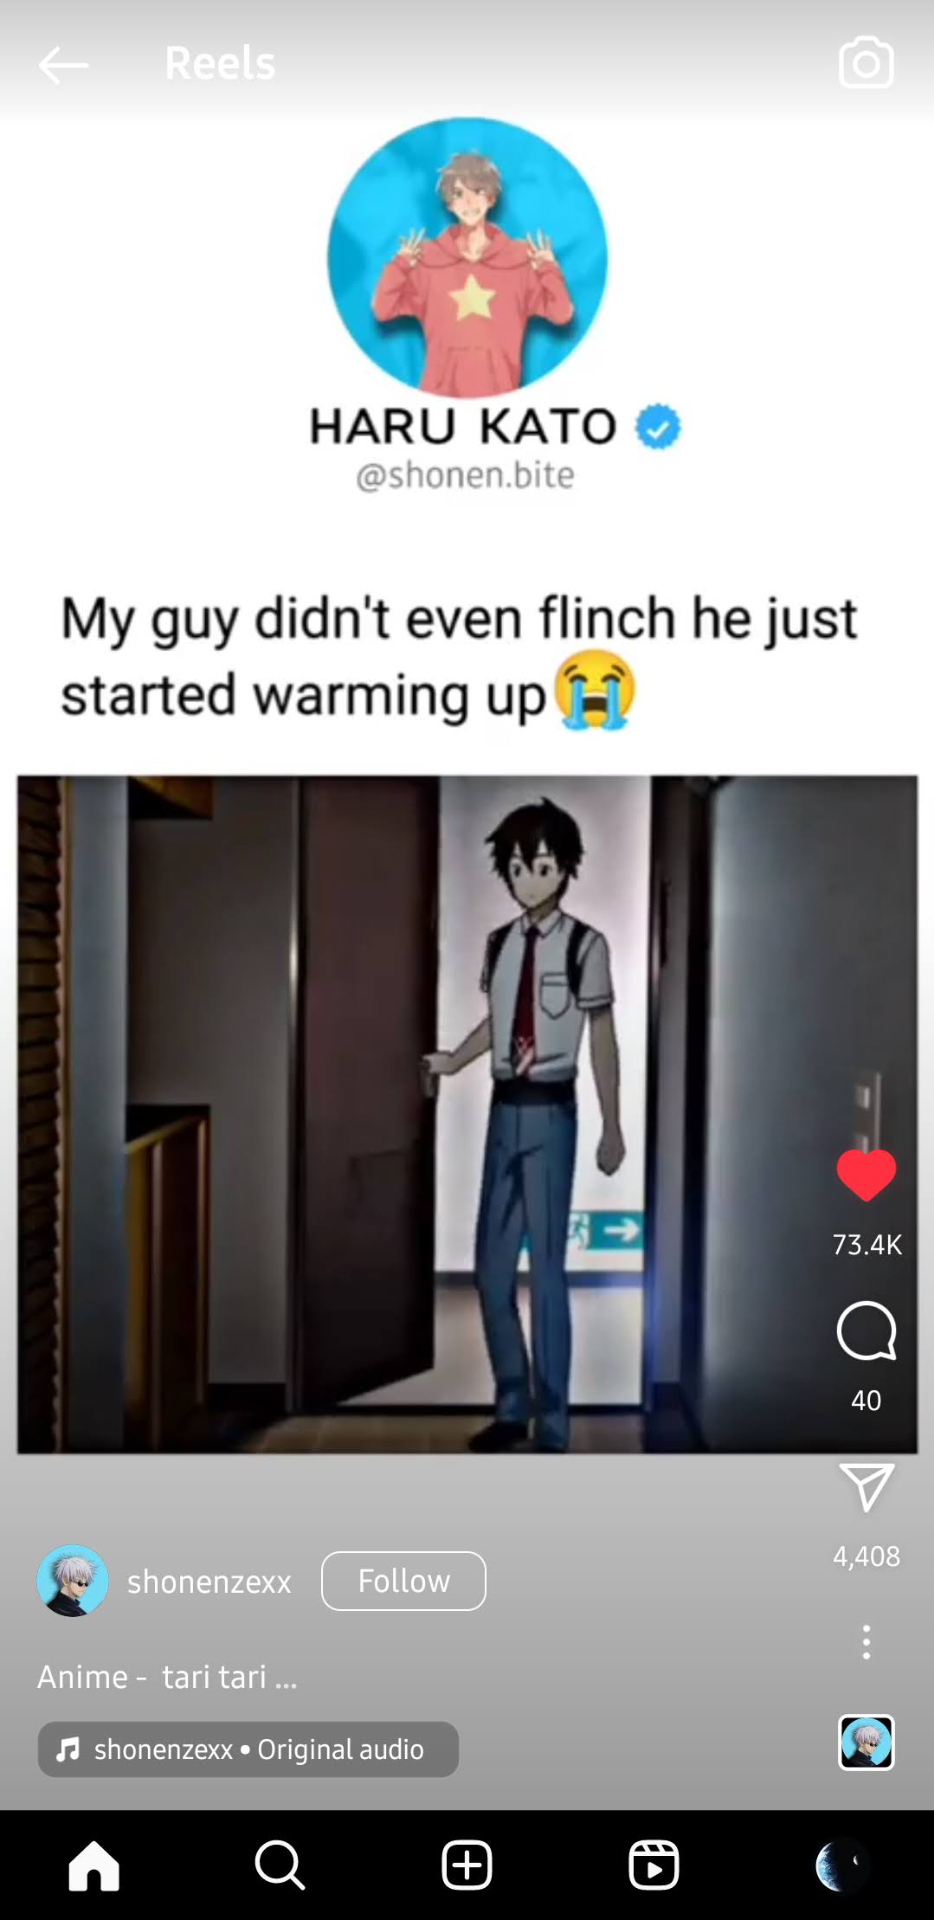 Reels
HARU KATO
@shonen.bite
My guy didn't even flinch he just
started warming up😭
73.4K
40
4,408
shonenzexx
Follow
Anime - tari tari ...
shonenzexx • Original audio